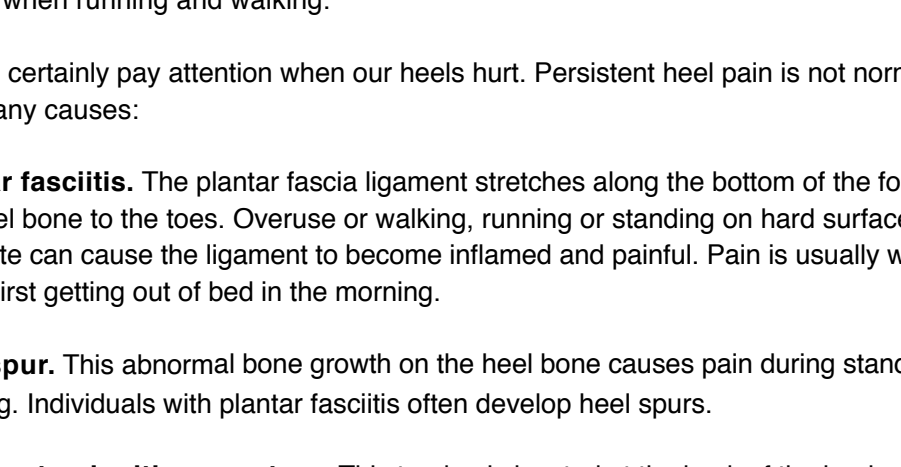 when running and walking.
certainly pay attention when our heels hurt. Persistent heel pain is not norm
any causes:
r fasciitis. The plantar fascia ligament stretches along the bottom of the fo
el bone to the toes. Overuse or walking, running or standing on hard surface
te can cause the ligament to become inflamed and painful. Pain is usually w
irst getting out of bed in the morning.
spur. This abnormal bone growth on the heel bone causes pain during stand
g. Individuals with plantar fasciitis often develop heel spurs.